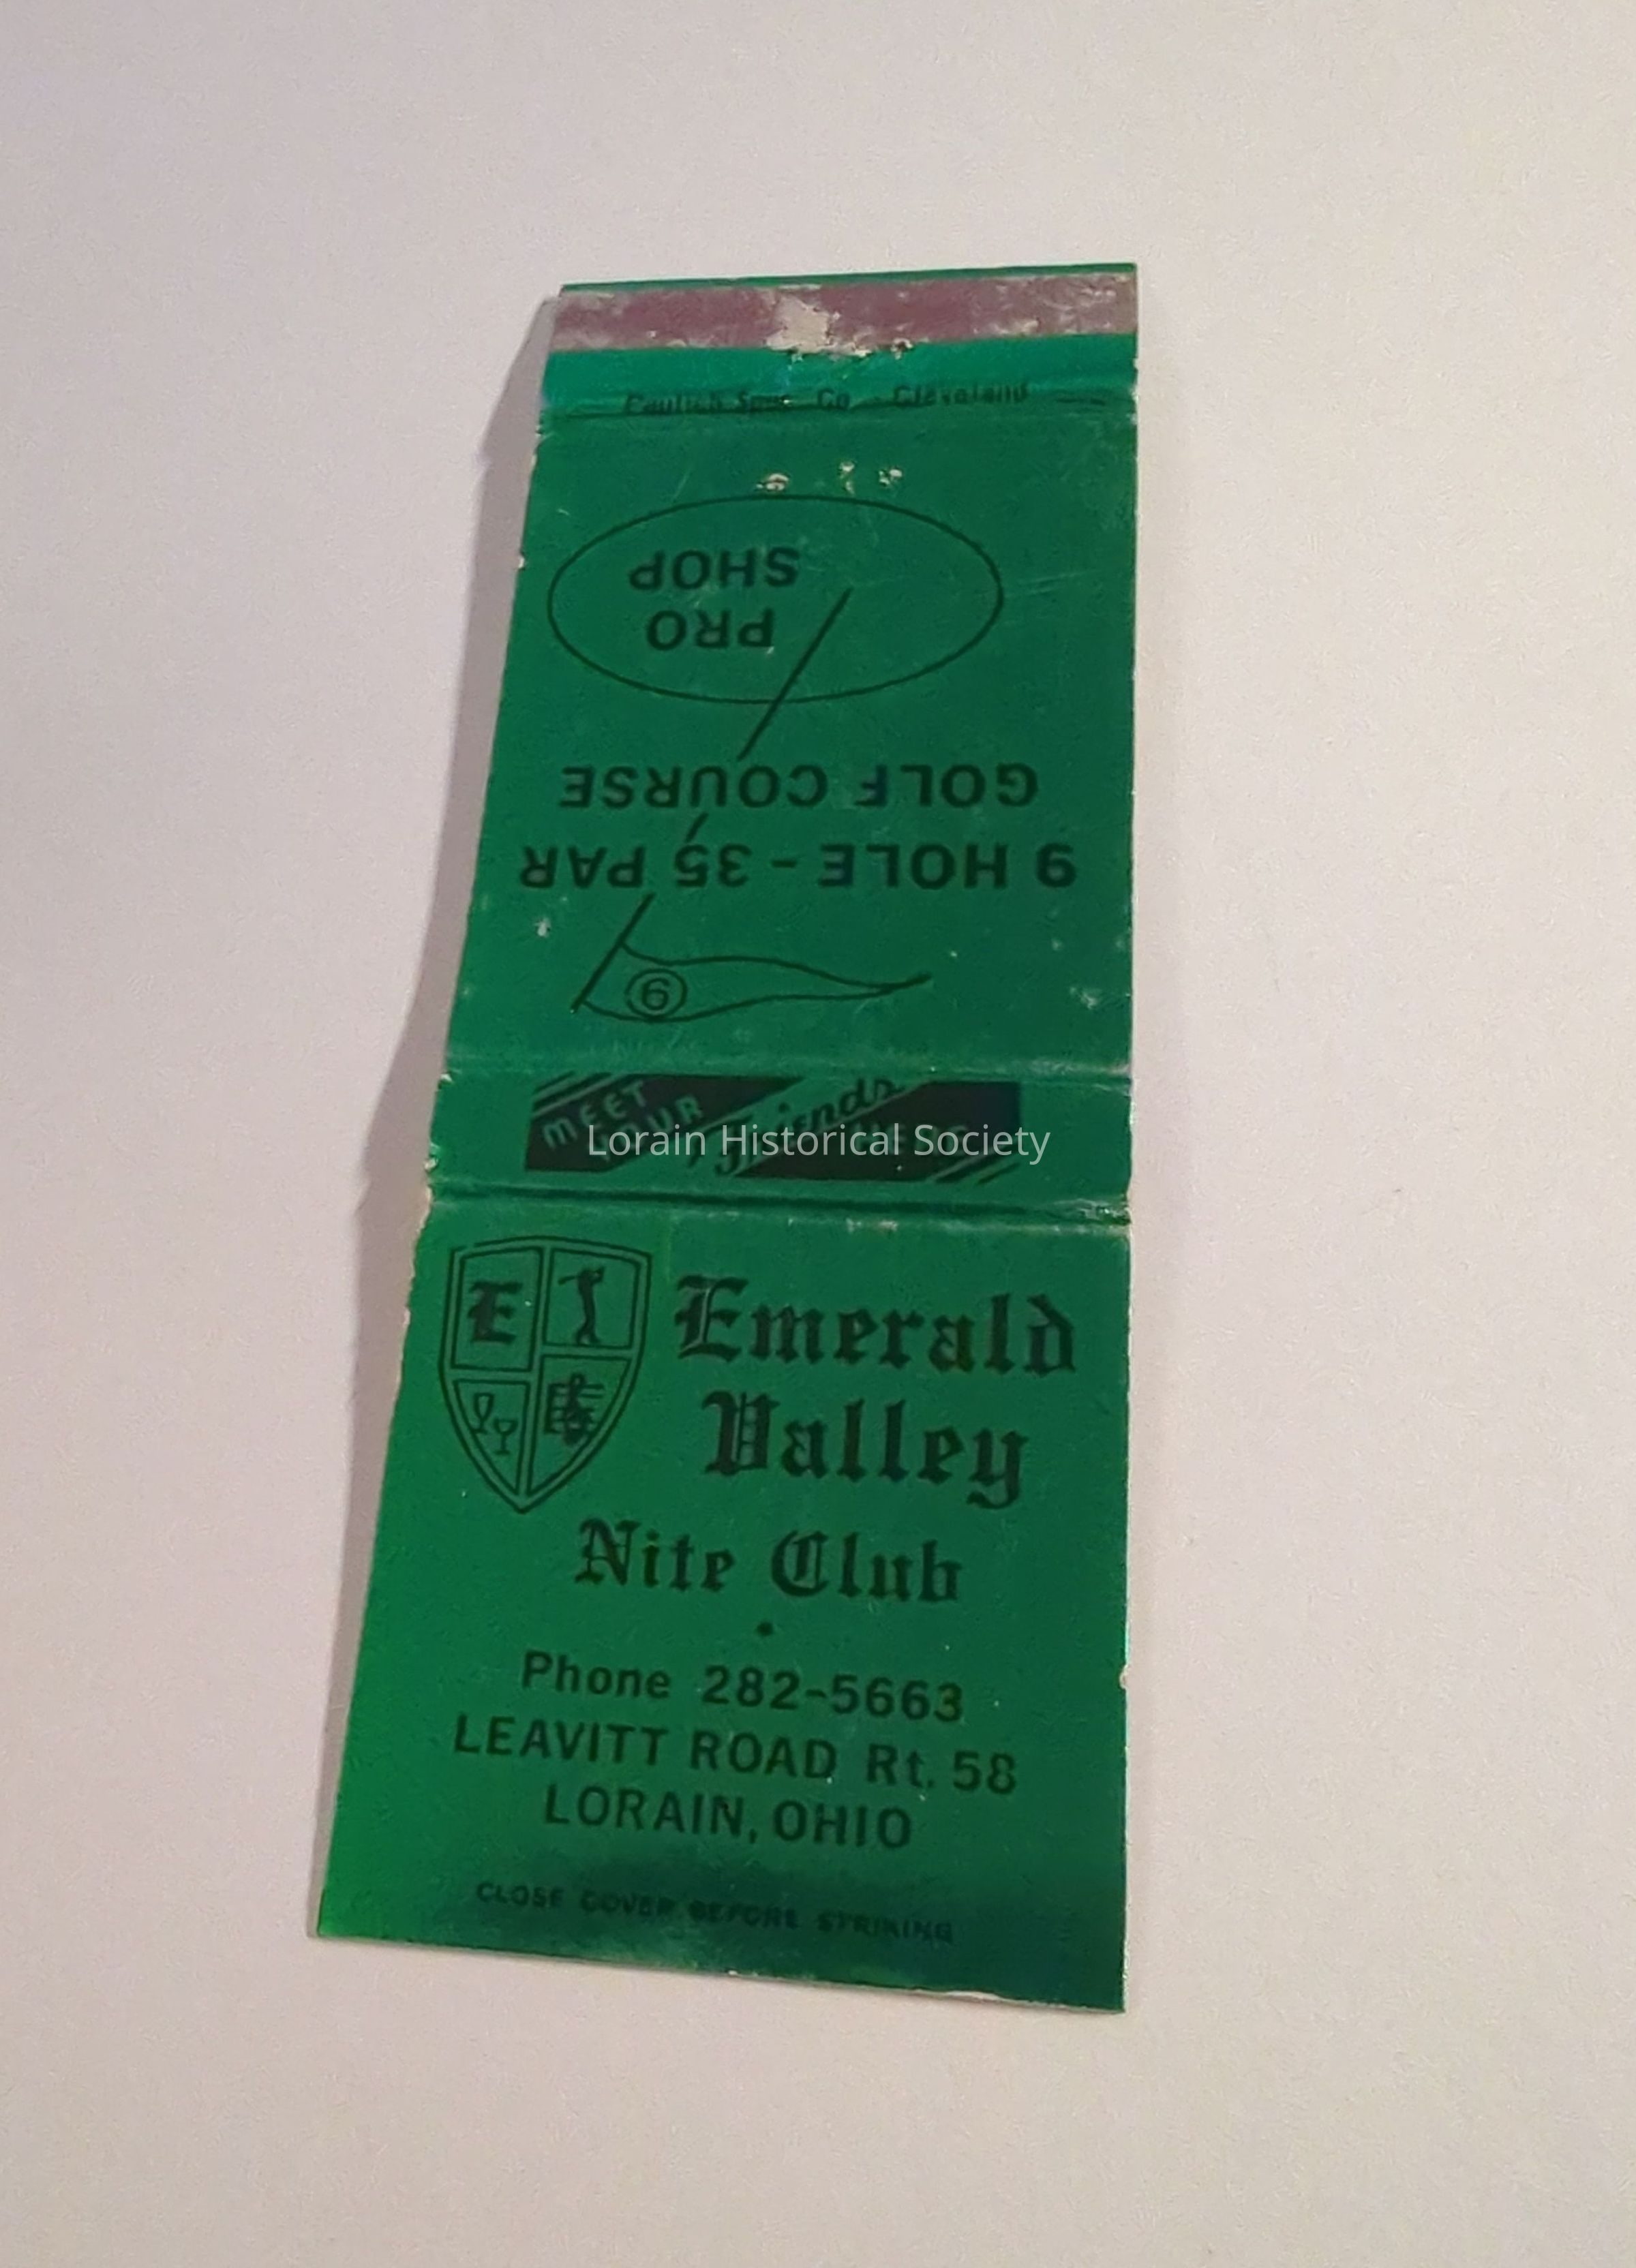 Co. Cleveland
9 HOLE - 35 PAR
GOLF COURSE
PRO
SHOP
MEET
YOUR
Friends
Lorain Historical Society
E
Emerald
Valley
Nite Club
Phone 282-5663
LEAVITT ROAD Rt. 58
LORAIN, OHIO
CLOSE COVER BEFORE STRIKING